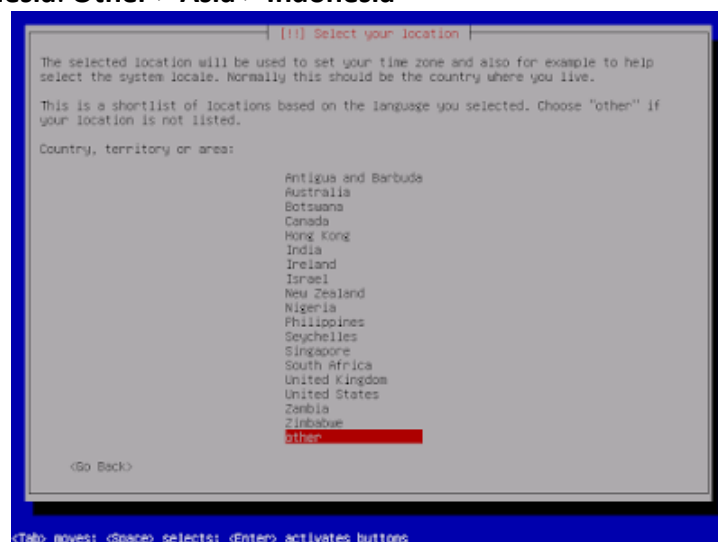 esia: Other > Asia > Indonesia
[!!] Select your location
The selected location will be used to set your time zone and also for example to help
select the system locale. Normally this should be the country where you live.
This is a shortlist of locations based on the language you selected. Choose "other" if
your location is not listed.
Country, territory or area:
Antigua and Barbuda
Australia
Botswana
Canada
Hong Kong
India
Ireland
Israel
New Zealand
Nigeria
Philippines
Seychelles
Singapore
South Africa
United Kingdom
United States
Zambia
Zimbabwe
other
<Go Back>
<Tab> moves; <Space> selects; <Enter> activates buttons